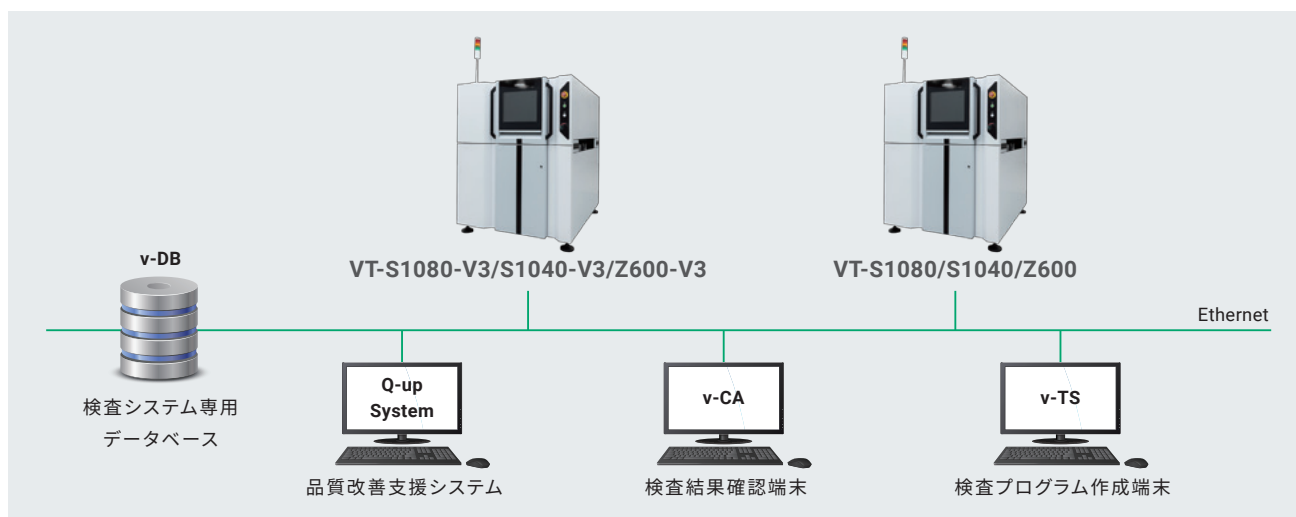 v-DB
VT-S1080-V3/S1040-V3/Z600-V3
VT-S1080/S1040/Z600
Ethernet
検査システム専用
データベース
Q-up
System
品質改善支援システム
v-CA
検査結果確認端末
v-TS
検査プログラム作成端末